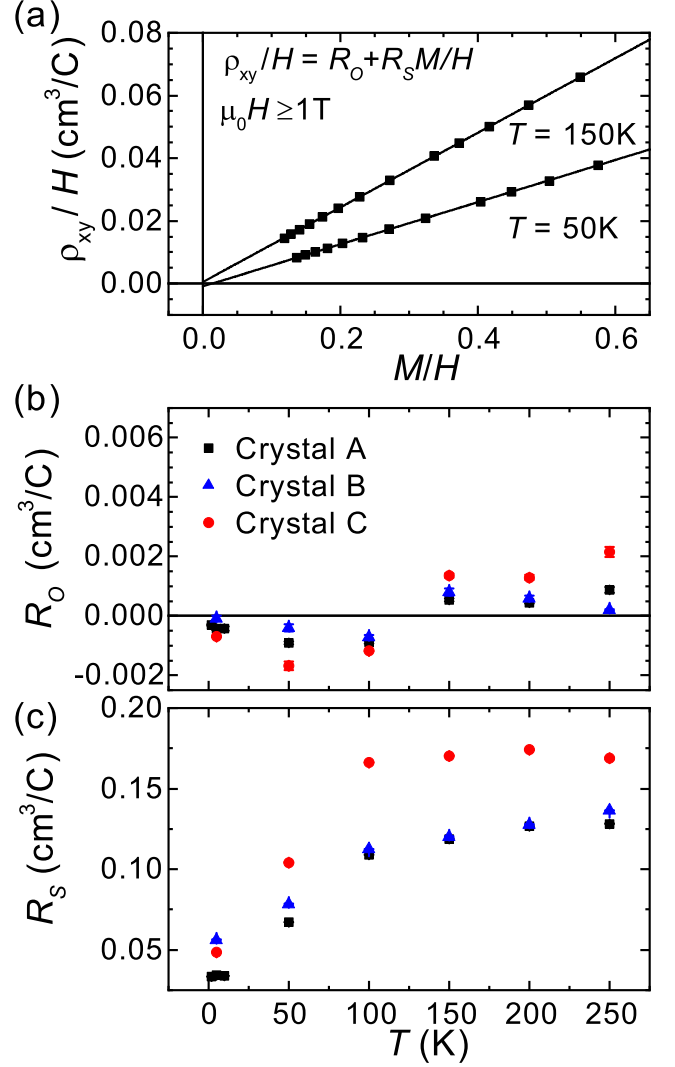 (a)
0.08
0.06
0.04
0.02
0.00
ρxy / H (cm³/C)
ρxy/H = RO+RSM/H
μ0H ≥1T
T = 150K
T = 50K
0.0 0.2 0.4 0.6
M/H
(b)
0.006
0.004
0.002
0.000
-0.002
RO (cm³/C)
Crystal A
Crystal B
Crystal C
(c)
0.20
0.15
0.10
0.05
RS (cm³/C)
0 50 100 150 200 250
T (K)